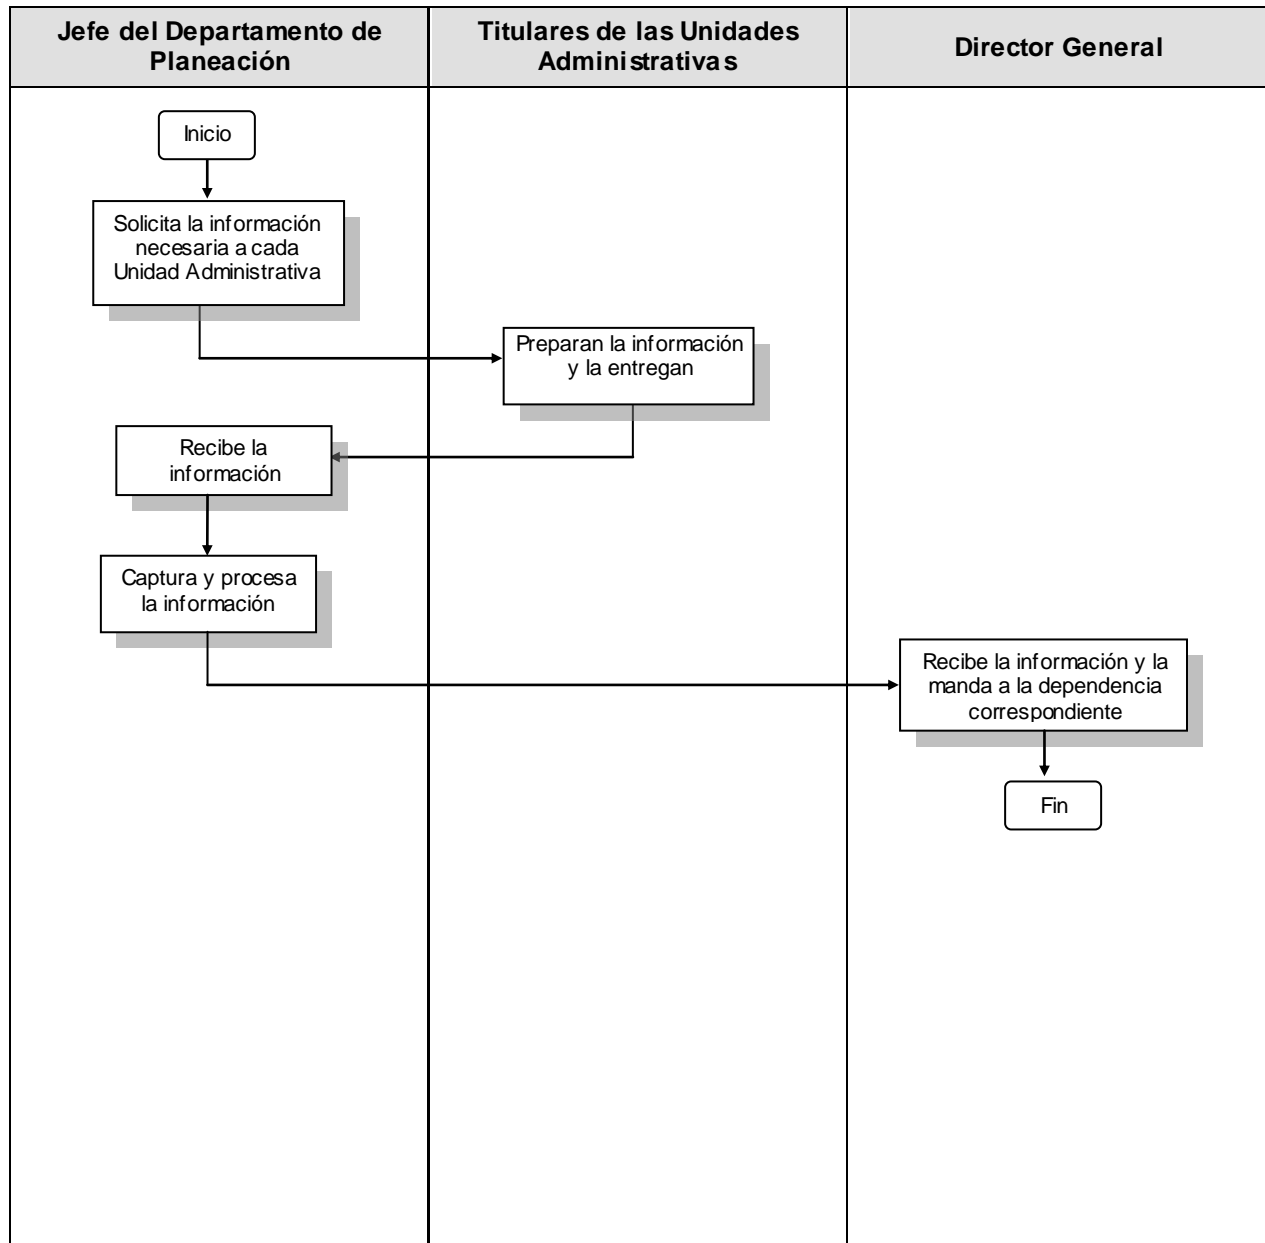 Jefe del Departamento de
Planeación
Titulares de las Unidades
Administrativas
Director General
Inicio
Solicita la información
necesaria a cada
Unidad Administrativa
Preparan la información
y la entregan
Recibe la
información
Captura y procesa
la información
Recibe la información y la
manda a la dependencia
correspondiente
Fin